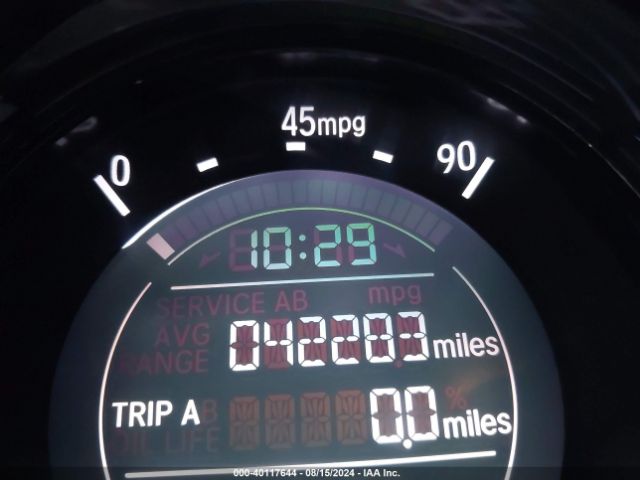 45mpg
0
90
10:29
SERVICE AB mpg
AVG
RANGE
042283 miles
TRIP A
B
%
OIL LIFE
0.0 miles
000-40117644 - 08/15/2024 - IAA Inc.